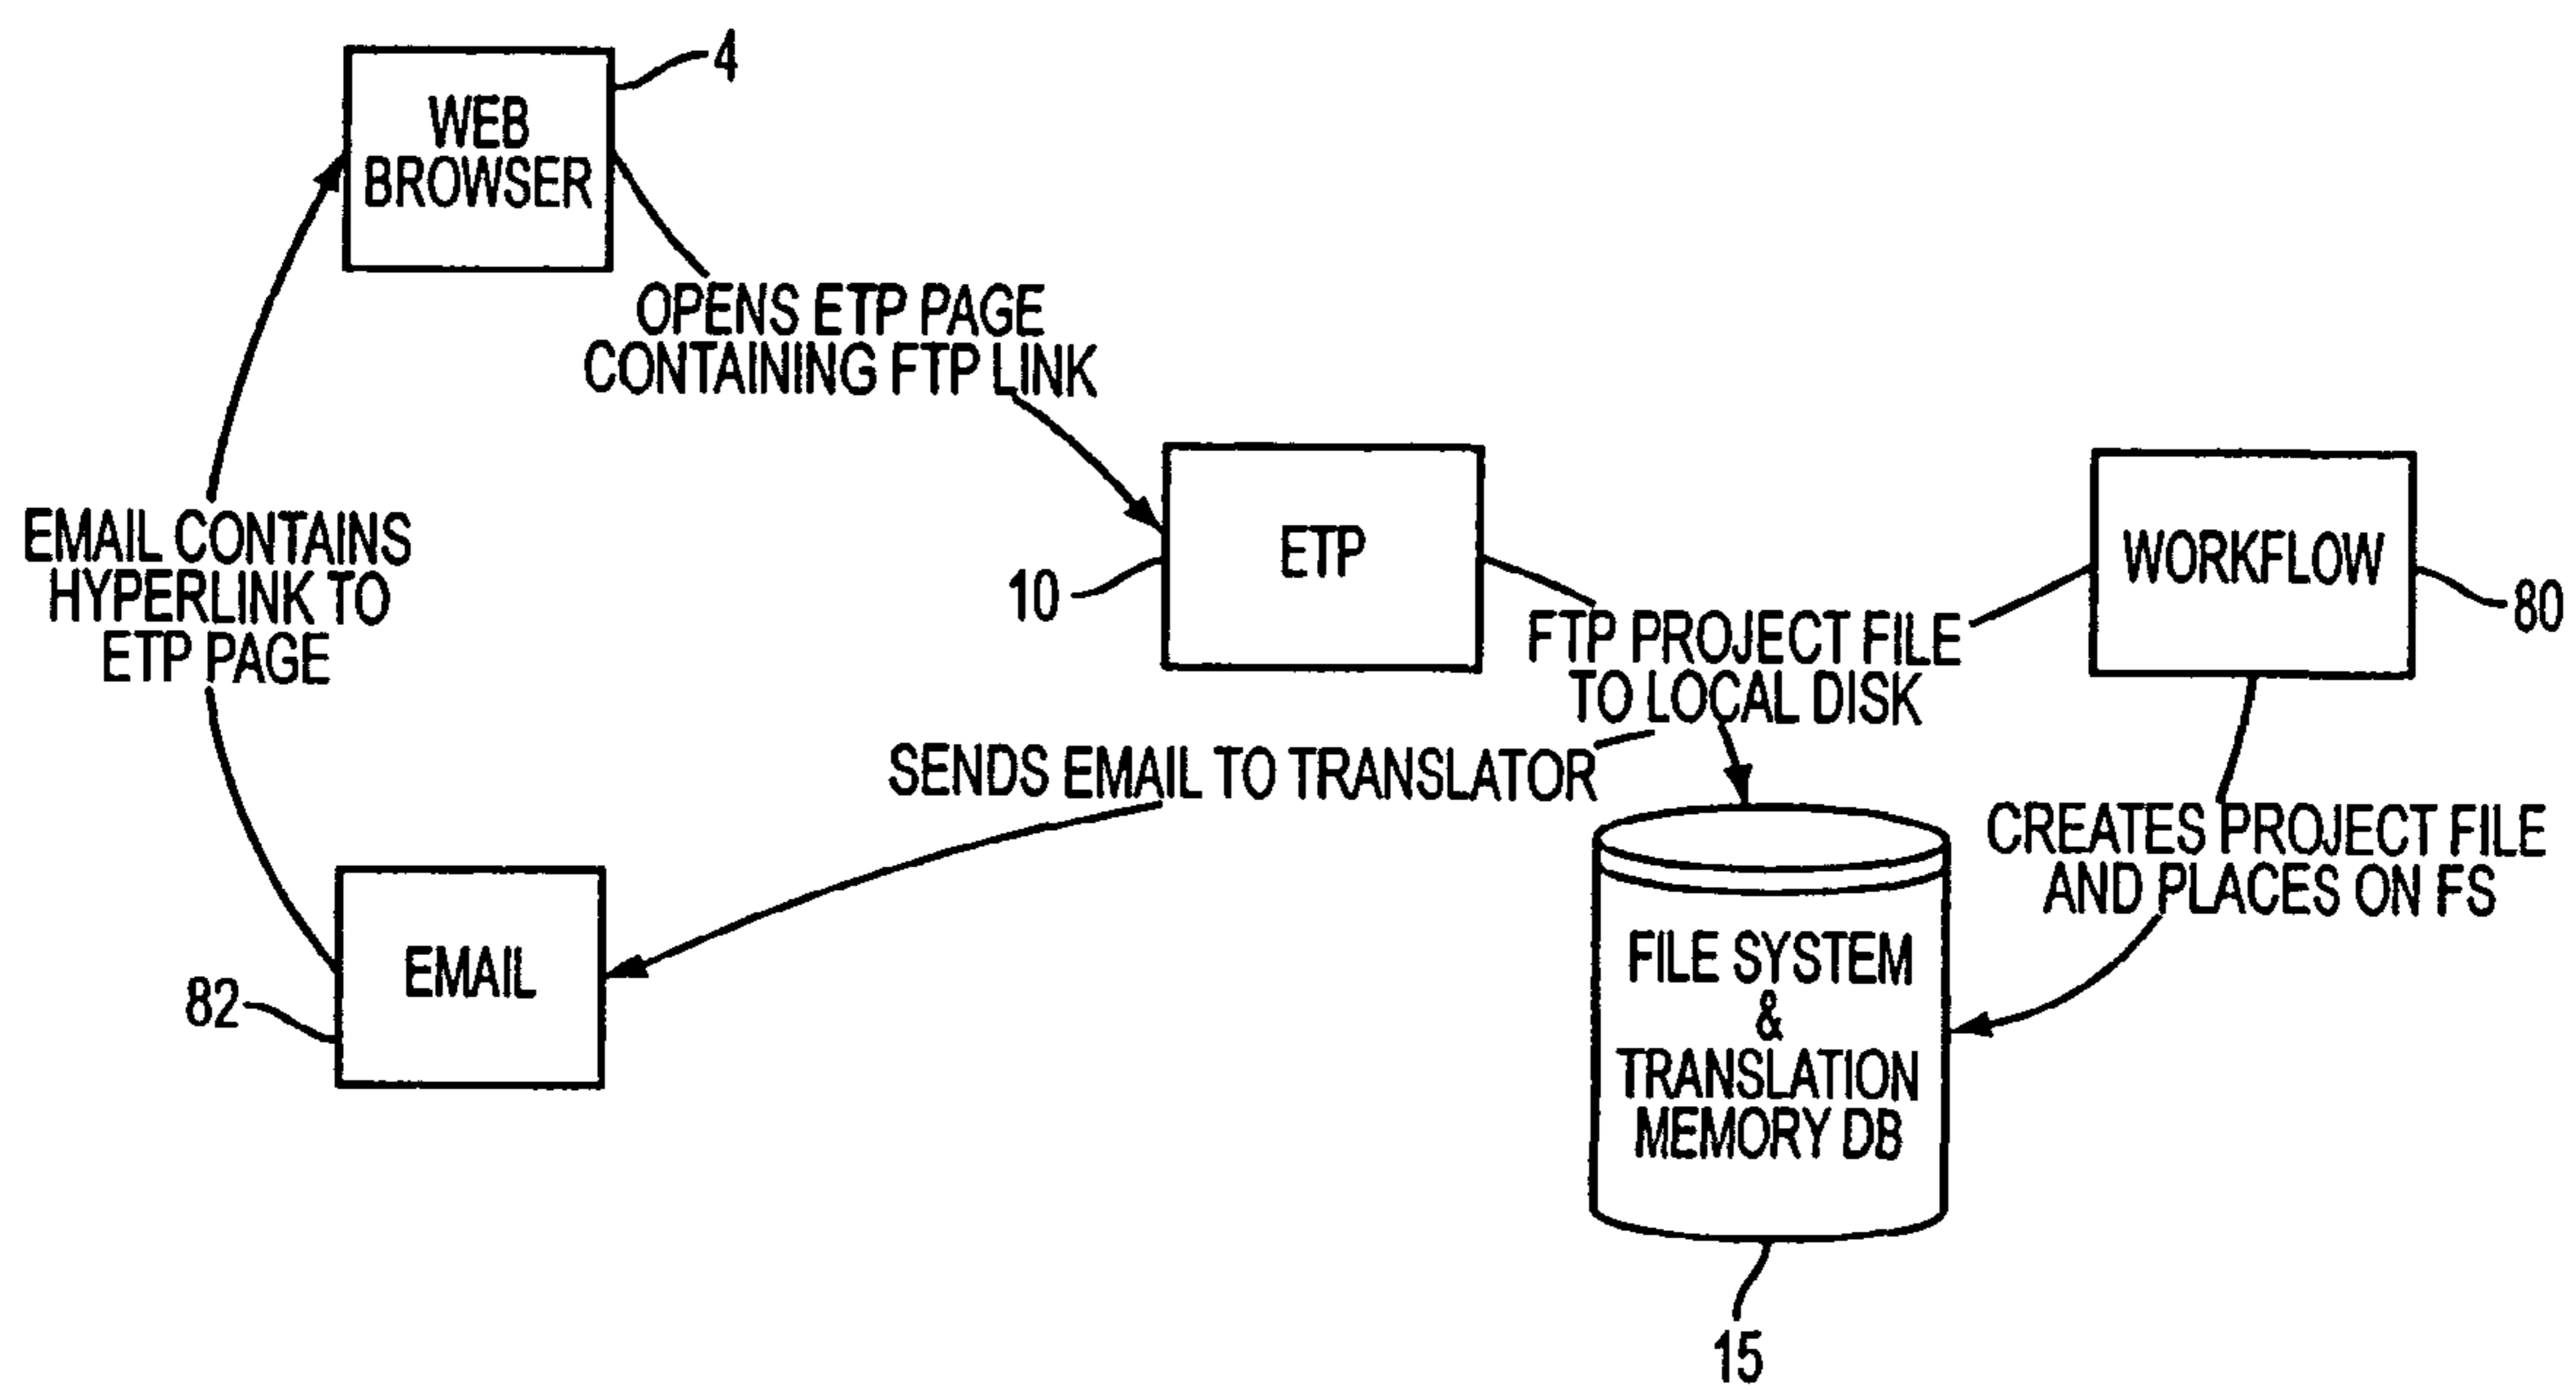 4
WEB
BROWSER
OPENS ETP PAGE
CONTAINING FTP LINK
ETP
10
WORKFLOW
80
EMAIL CONTAINS
HYPERLINK TO
ETP PAGE
FTP PROJECT FILE
TO LOCAL DISK
SENDS EMAIL TO TRANSLATOR
CREATES PROJECT FILE
AND PLACES ON FS
EMAIL
82
FILE SYSTEM
&
TRANSLATION
MEMORY DB
15